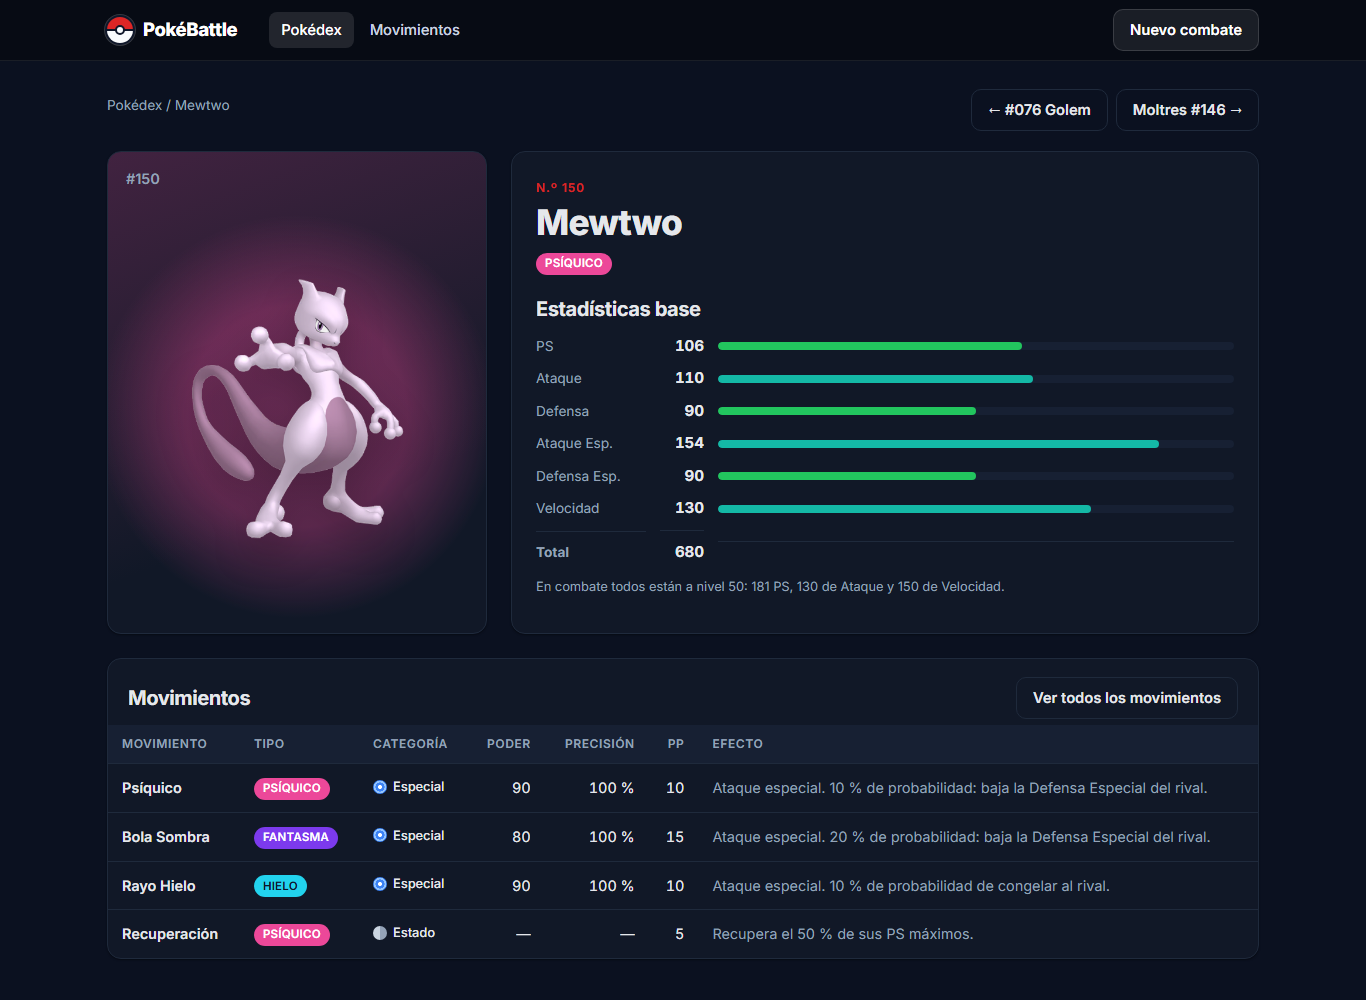 PokéBattle
Pokédex
Movimientos
Nuevo combate
Pokédex / Mewtwo
← #076 Golem
Moltres #146 →
#150
N.º 150
Mewtwo
PSÍQUICO
Estadísticas base
PS 106
Ataque 110
Defensa 90
Ataque Esp. 154
Defensa Esp. 90
Velocidad 130
Total 680
En combate todos están a nivel 50: 181 PS, 130 de Ataque y 150 de Velocidad.
Movimientos
Ver todos los movimientos
MOVIMIENTO TIPO CATEGORÍA PODER PRECISIÓN PP EFECTO
Psíquico PSÍQUICO Especial 90 100 % 10 Ataque especial. 10 % de probabilidad: baja la Defensa Especial del rival.
Bola Sombra FANTASMA Especial 80 100 % 15 Ataque especial. 20 % de probabilidad: baja la Defensa Especial del rival.
Rayo Hielo HIELO Especial 90 100 % 10 Ataque especial. 10 % de probabilidad de congelar al rival.
Recuperación PSÍQUICO Estado — — 5 Recupera el 50 % de sus PS máximos.